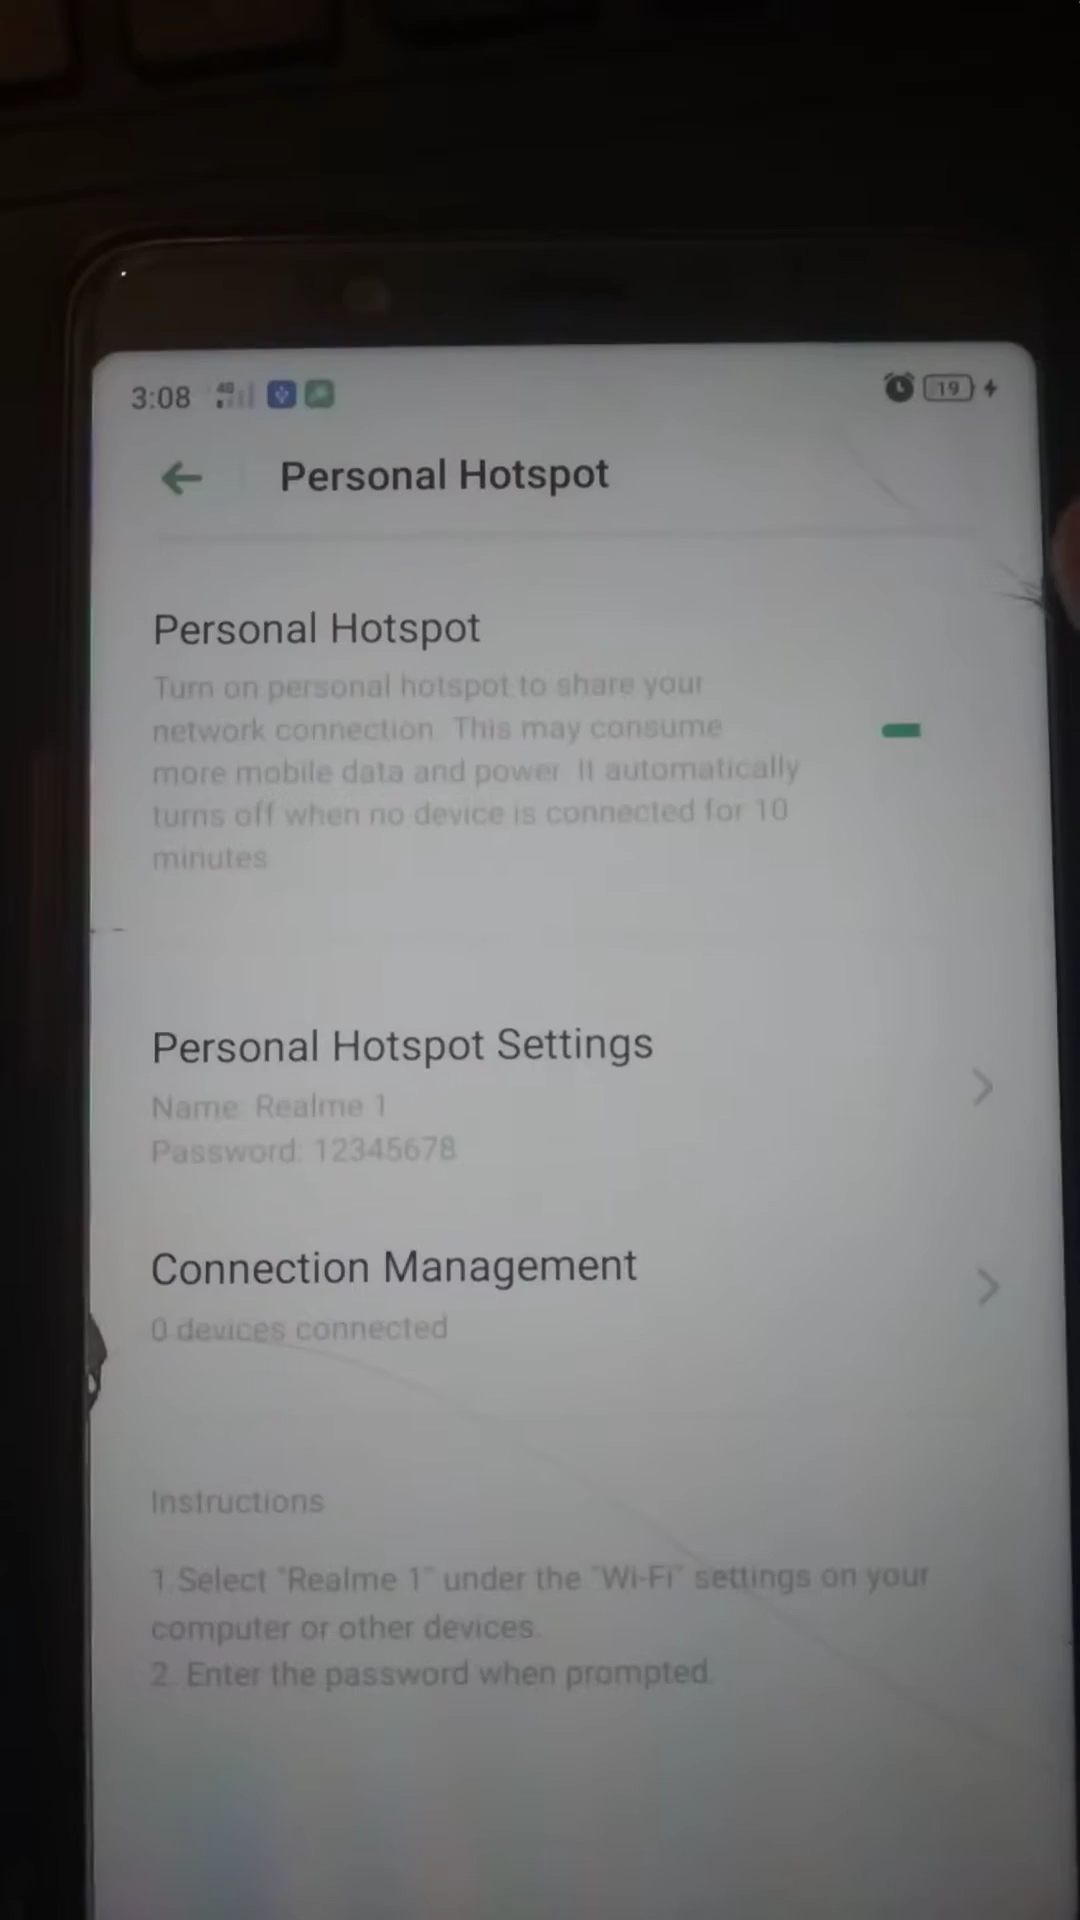 3:08 4G 19
Personal Hotspot
Personal Hotspot
Turn on personal hotspot to share your
network connection. This may consume
more mobile data and power. It automatically
turns off when no device is connected for 10
minutes
Personal Hotspot Settings
Name: Realme 1
Password: 12345678
Connection Management
0 devices connected
Instructions
1 Select "Realme 1" under the "Wi-Fi" settings on your
computer or other devices.
2. Enter the password when prompted.